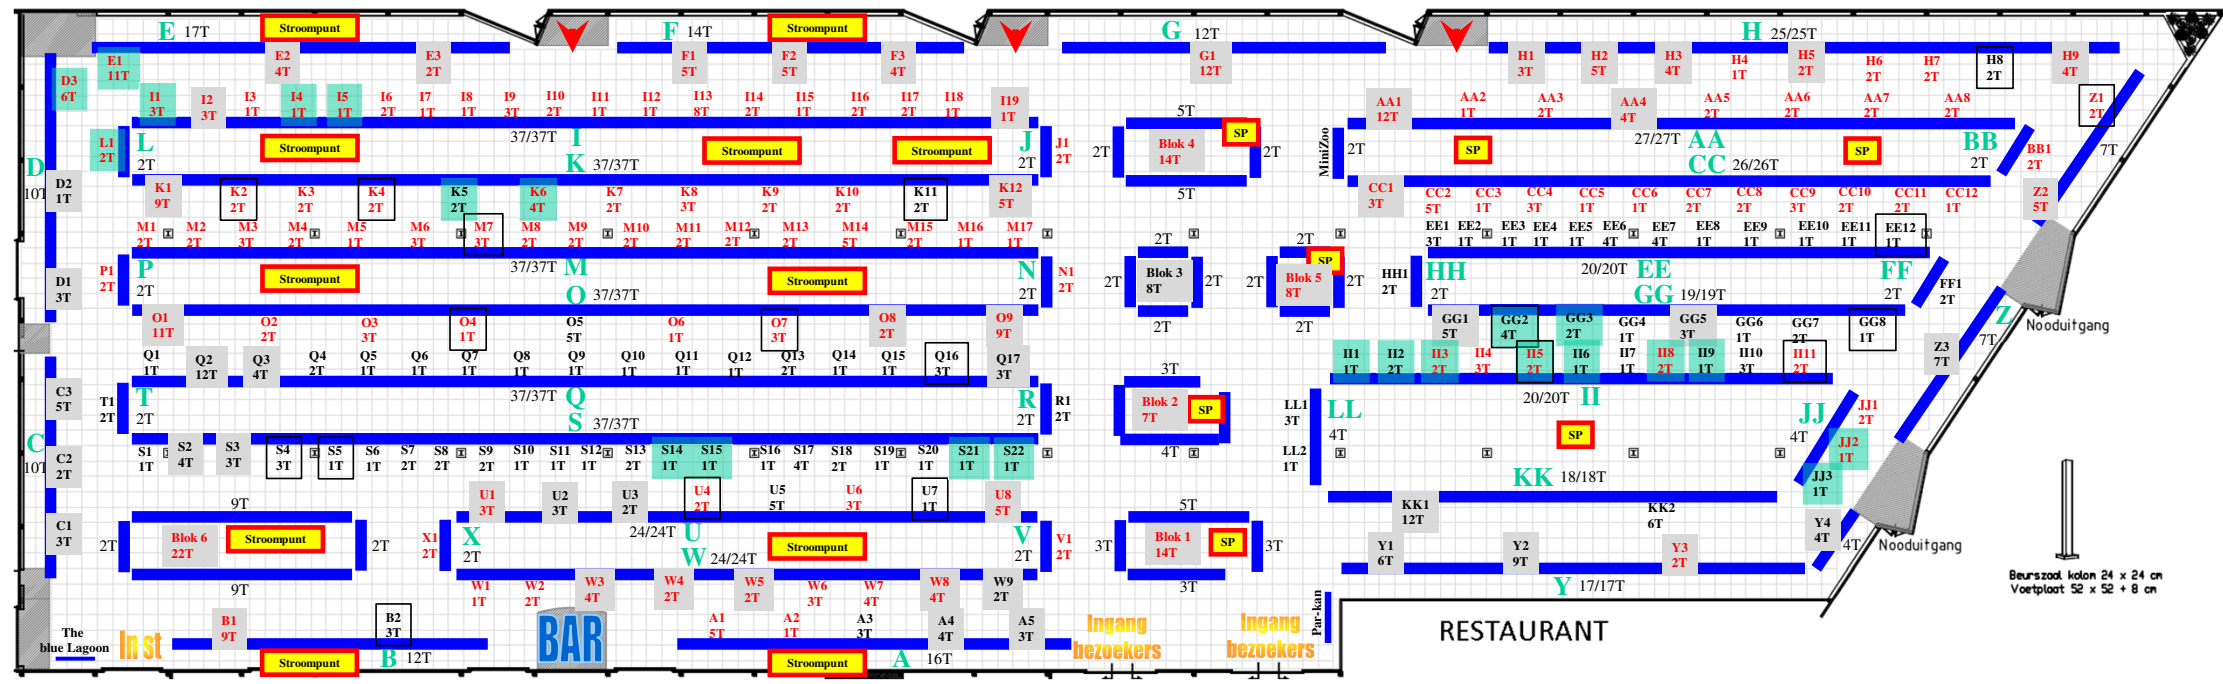 E 17T
Stroompunt
F 14T
Stroompunt
G 12T
H 25/25T
E1 11T
E2 4T
E3 2T
F1 5T
F2 5T
F3 4T
G1 12T
H1 3T
H2 5T
H3 4T
H4 1T
H5 2T
H6 2T
H7 2T
H8 2T
H9 4T
D3 6T
I1 3T
I2 3T
I3 1T
I4 1T
I5 1T
I6 2T
I7 1T
I8 1T
I9 3T
I10 2T
I11 1T
I12 1T
I13 8T
I14 2T
I15 1T
I16 2T
I17 2T
I18 1T
I19 1T
5T
AA1 12T
AA2 1T
AA3 2T
AA4 4T
AA5 2T
AA6 2T
AA7 2T
AA8 2T
Z1 2T
L1 2T
L 2T
Stroompunt
37/37T I
K 37/37T
Stroompunt
Stroompunt
J 2T
J1 2T
2T
Blok 4 14T
SP
2T
5T
MiniZoo
2T
SP
27/27T AA
CC 26/26T
SP
BB 2T
BB1 2T
7T
D 10T
D2 1T
K1 9T
K2 2T
K3 2T
K4 2T
K5 2T
K6 4T
K7 2T
K8 3T
K9 2T
K10 2T
K11 2T
K12 5T
CC1 3T
CC2 5T
CC3 1T
CC4 3T
CC5 1T
CC6 1T
CC7 2T
CC8 2T
CC9 3T
CC10 2T
CC11 2T
CC12 1T
Z2 5T
M1 2T
M2 2T
M3 3T
M4 2T
M5 1T
M6 3T
M7 3T
M8 2T
M9 2T
M10 2T
M11 2T
M12 2T
M13 2T
M14 5T
M15 2T
M16 1T
M17 1T
2T
2T
EE1 3T
EE2 1T
EE3 1T
EE4 1T
EE5 1T
EE6 4T
EE7 4T
EE8 1T
EE9 1T
EE10 1T
EE11 1T
EE12 1T
D1 3T
P1 2T
P 2T
Stroompunt
37/37T M
O 37/37T
Stroompunt
N 2T
N1 2T
2T
Blok 3 8T
2T
2T
2T
Blok 5 8T
SP
2T
2T
HH1 2T
HH 2T
20/20T EE
GG 19/19T
FF 2T
FF1 2T
Z 7T
Nooduitgang
O1 11T
O2 2T
O3 3T
O4 1T
O5 5T
O6 1T
O7 3T
O8 2T
O9 9T
GG1 5T
GG2 4T
GG3 2T
GG4 1T
GG5 3T
GG6 1T
GG7 2T
GG8 1T
Z3 7T
Q1 1T
Q2 12T
Q3 4T
Q4 2T
Q5 1T
Q6 1T
Q7 1T
Q8 1T
Q9 1T
Q10 1T
Q11 1T
Q12 1T
Q13 2T
Q14 1T
Q15 1T
Q16 3T
Q17 3T
3T
II1 1T
II2 2T
II3 2T
II4 3T
II5 2T
II6 1T
II7 1T
II8 2T
II9 1T
II10 3T
II11 2T
C3 5T
T1 2T
T 2T
37/37T Q
S 37/37T
R 2T
R1 2T
Blok 2 7T
SP
4T
LL1 3T
LL 4T
20/20T II
SP
JJ 4T
JJ1 2T
JJ2 1T
JJ3 1T
C 10T
C2 2T
S1 1T
S2 4T
S3 3T
S4 3T
S5 1T
S6 1T
S7 2T
S8 2T
S9 2T
S10 1T
S11 1T
S12 1T
S13 2T
S14 1T
S15 1T
S16 1T
S17 4T
S18 2T
S19 1T
S20 1T
S21 1T
S22 1T
LL2 1T
KK 18/18T
9T
U1 3T
U2 3T
U3 2T
U4 2T
U5 5T
U6 3T
U7 1T
U8 5T
5T
KK1 12T
KK2 6T
Y4 4T
4T
Nooduitgang
C1 3T
2T
Blok 6 22T
Stroompunt
2T
X1 2T
X 2T
24/24T U
W 24/24T
Stroompunt
V 2T
V1 2T
3T
Blok 1 14T
SP
3T
3T
Y1 6T
Y2 9T
Y3 2T
Y 17/17T
Beurszaal kolom 24 x 24 cm
Voetplaat 52 x 52 + 8 cm
9T
W1 1T
W2 2T
W3 4T
W4 2T
W5 2T
W6 3T
W7 4T
W8 4T
W9 2T
The
blue Lagoon
In st
B1 9T
B2 3T
BAR
A1 5T
A2 1T
A3 3T
A4 4T
A5 3T
Ingang
bezoekers
Ingang
bezoekers
Par-kan
RESTAURANT
Stroompunt
B 12T
Stroompunt
A 16T